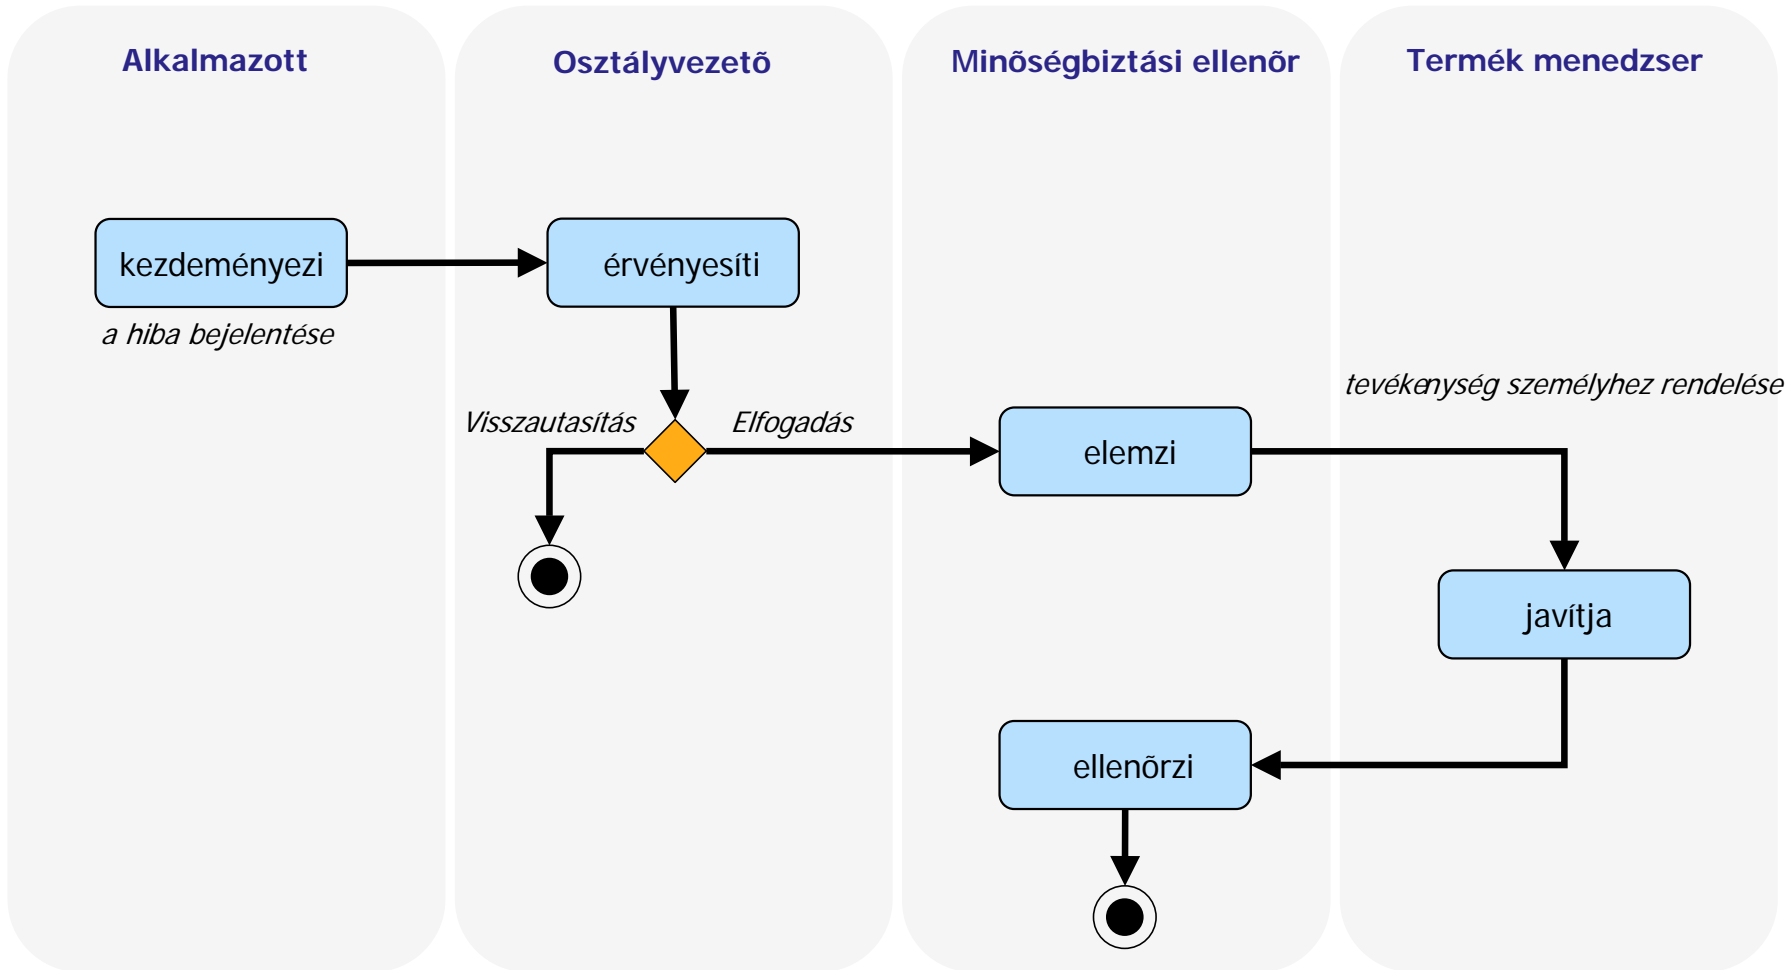 Alkalmazott
Osztályvezetõ
Minõségbiztási ellenõr
Termék menedzser
kezdeményezi
érvényesíti
a hiba bejelentése
tevékenység személyhez rendelése
Visszautasítás
Elfogadás
elemzi
javítja
ellenõrzi